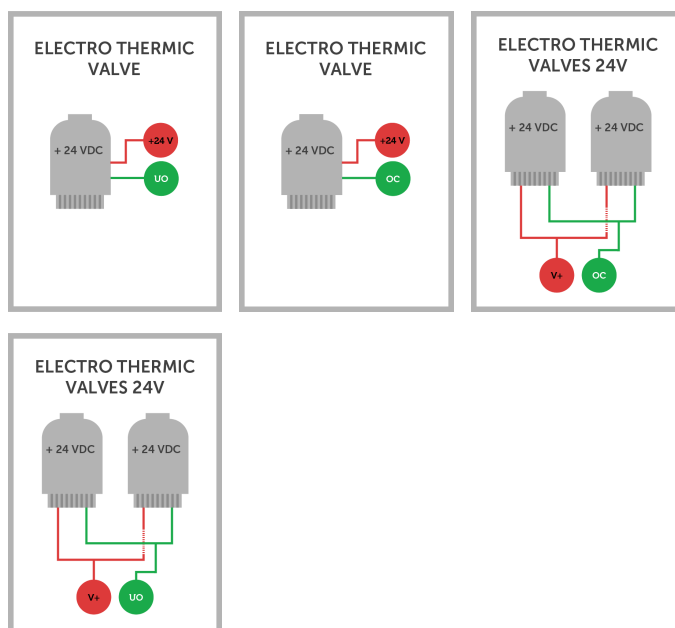 ELECTRO THERMIC
VALVE
+ 24 VDC
+24 V
UO
ELECTRO THERMIC
VALVE
+ 24 VDC
+24 V
OC
ELECTRO THERMIC
VALVES 24V
+ 24 VDC
+ 24 VDC
V+
OC
ELECTRO THERMIC
VALVES 24V
+ 24 VDC
+ 24 VDC
V+
UO